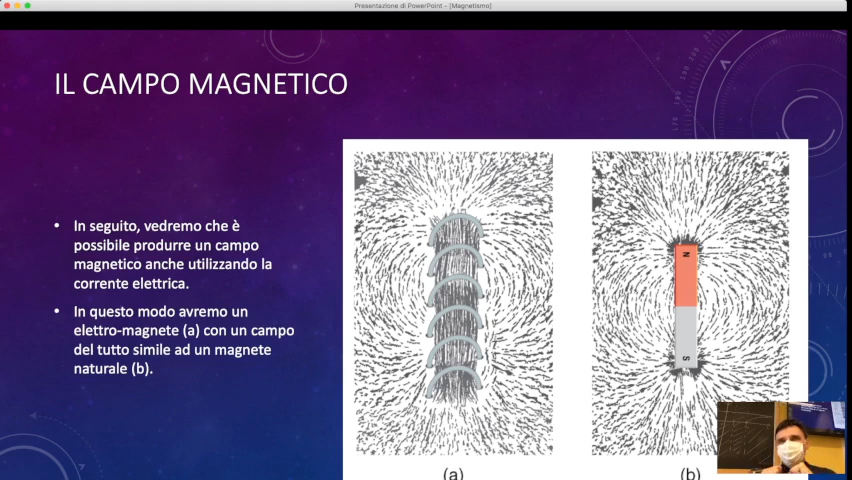 Presentazione di PowerPoint - [Magnetismo]
IL CAMPO MAGNETICO
• In seguito, vedremo che è
possibile produrre un campo
magnetico anche utilizzando la
corrente elettrica.
• In questo modo avremo un
elettro-magnete (a) con un campo
del tutto simile ad un magnete
naturale (b).
N
S
(a)
(b)